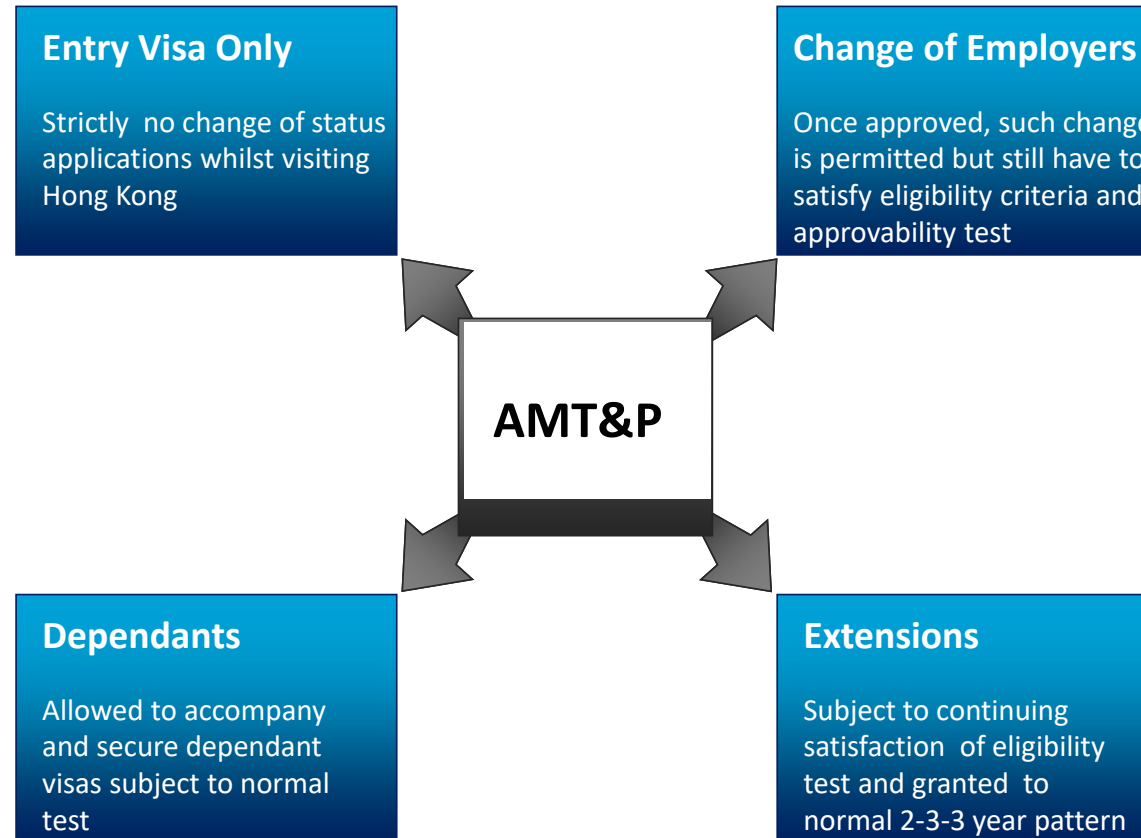 Entry Visa Only
Strictly no change of status
applications whilst visiting
Hong Kong
Change of Employers
Once approved, such change
is permitted but still have to
satisfy eligibility criteria and
approvability test
AMT&P
Dependants
Allowed to accompany
and secure dependant
visas subject to normal
test
Extensions
Subject to continuing
satisfaction of eligibility
test and granted to
normal 2-3-3 year pattern